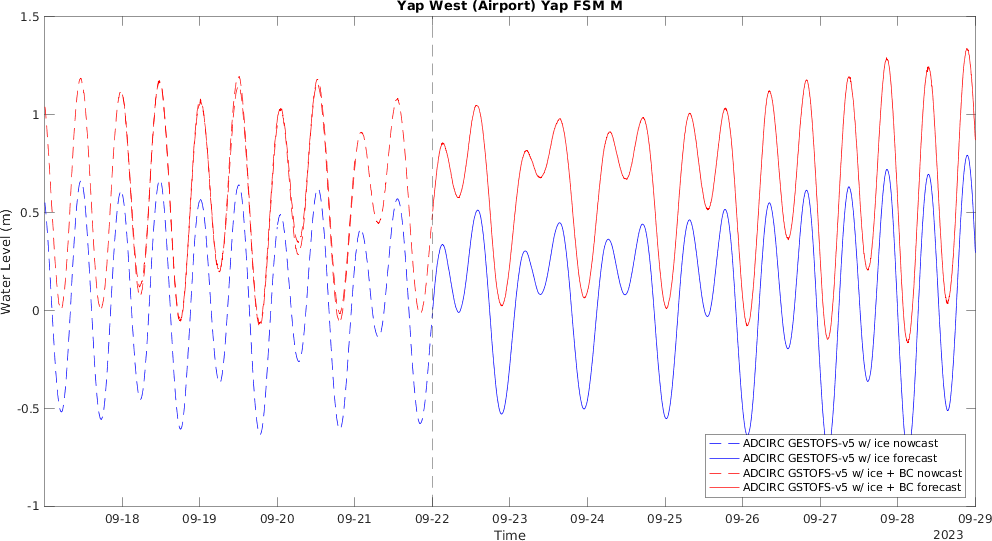 Yap West (Airport) Yap FSM M
1.5
1
0.5
0
-0.5
-1
Water Level (m)
ADCIRC GESTOFS-v5 w/ ice nowcast
ADCIRC GESTOFS-v5 w/ ice forecast
ADCIRC GSTOFS-v5 w/ ice + BC nowcast
ADCIRC GSTOFS-v5 w/ ice + BC forecast
09-18 09-19 09-20 09-21 09-22 09-23 09-24 09-25 09-26 09-27 09-28 09-29
Time
2023